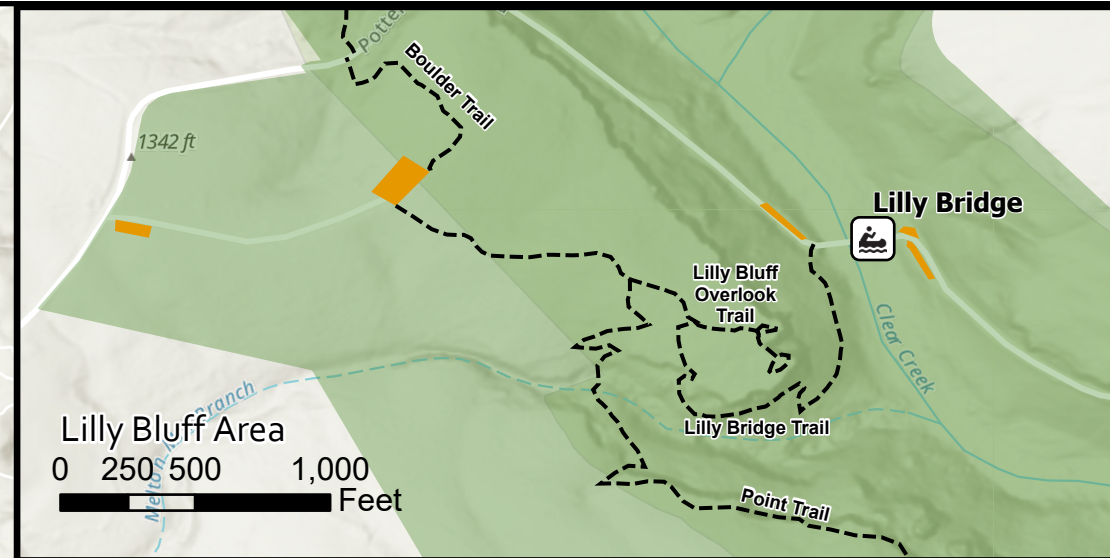 Potter
Boulder Trail
1342 ft
Lilly Bridge
Lilly Bluff
Overlook
Trail
Clear Creek
Lilly Bridge Trail
Branch
Lilly Bluff Area
0 250 500 1,000
Feet
Point Trail